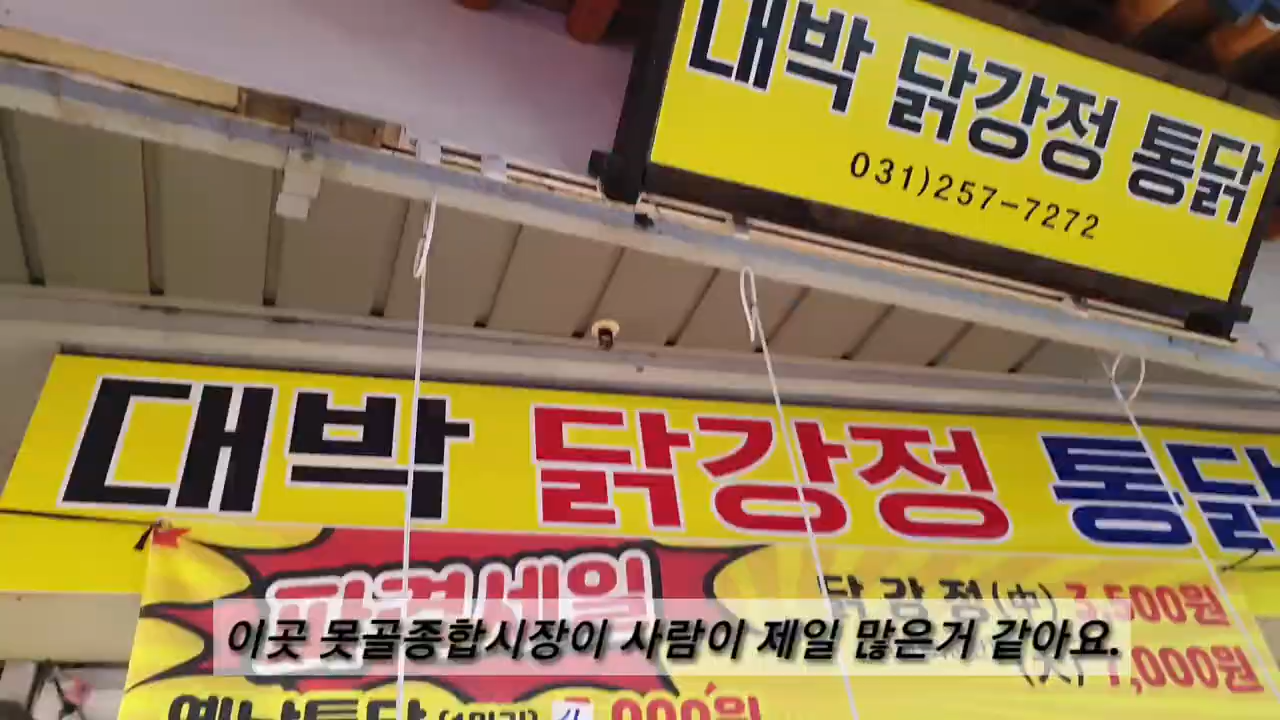 대박 닭강정 통닭
031)257-7272
대박 닭강정 통닭
파격세일
닭강정(中) 3,500원
이곳 못골종합시장이 사람이 제일 많은거 같아요.
(大) ,000원
옛날통닭 ,000원